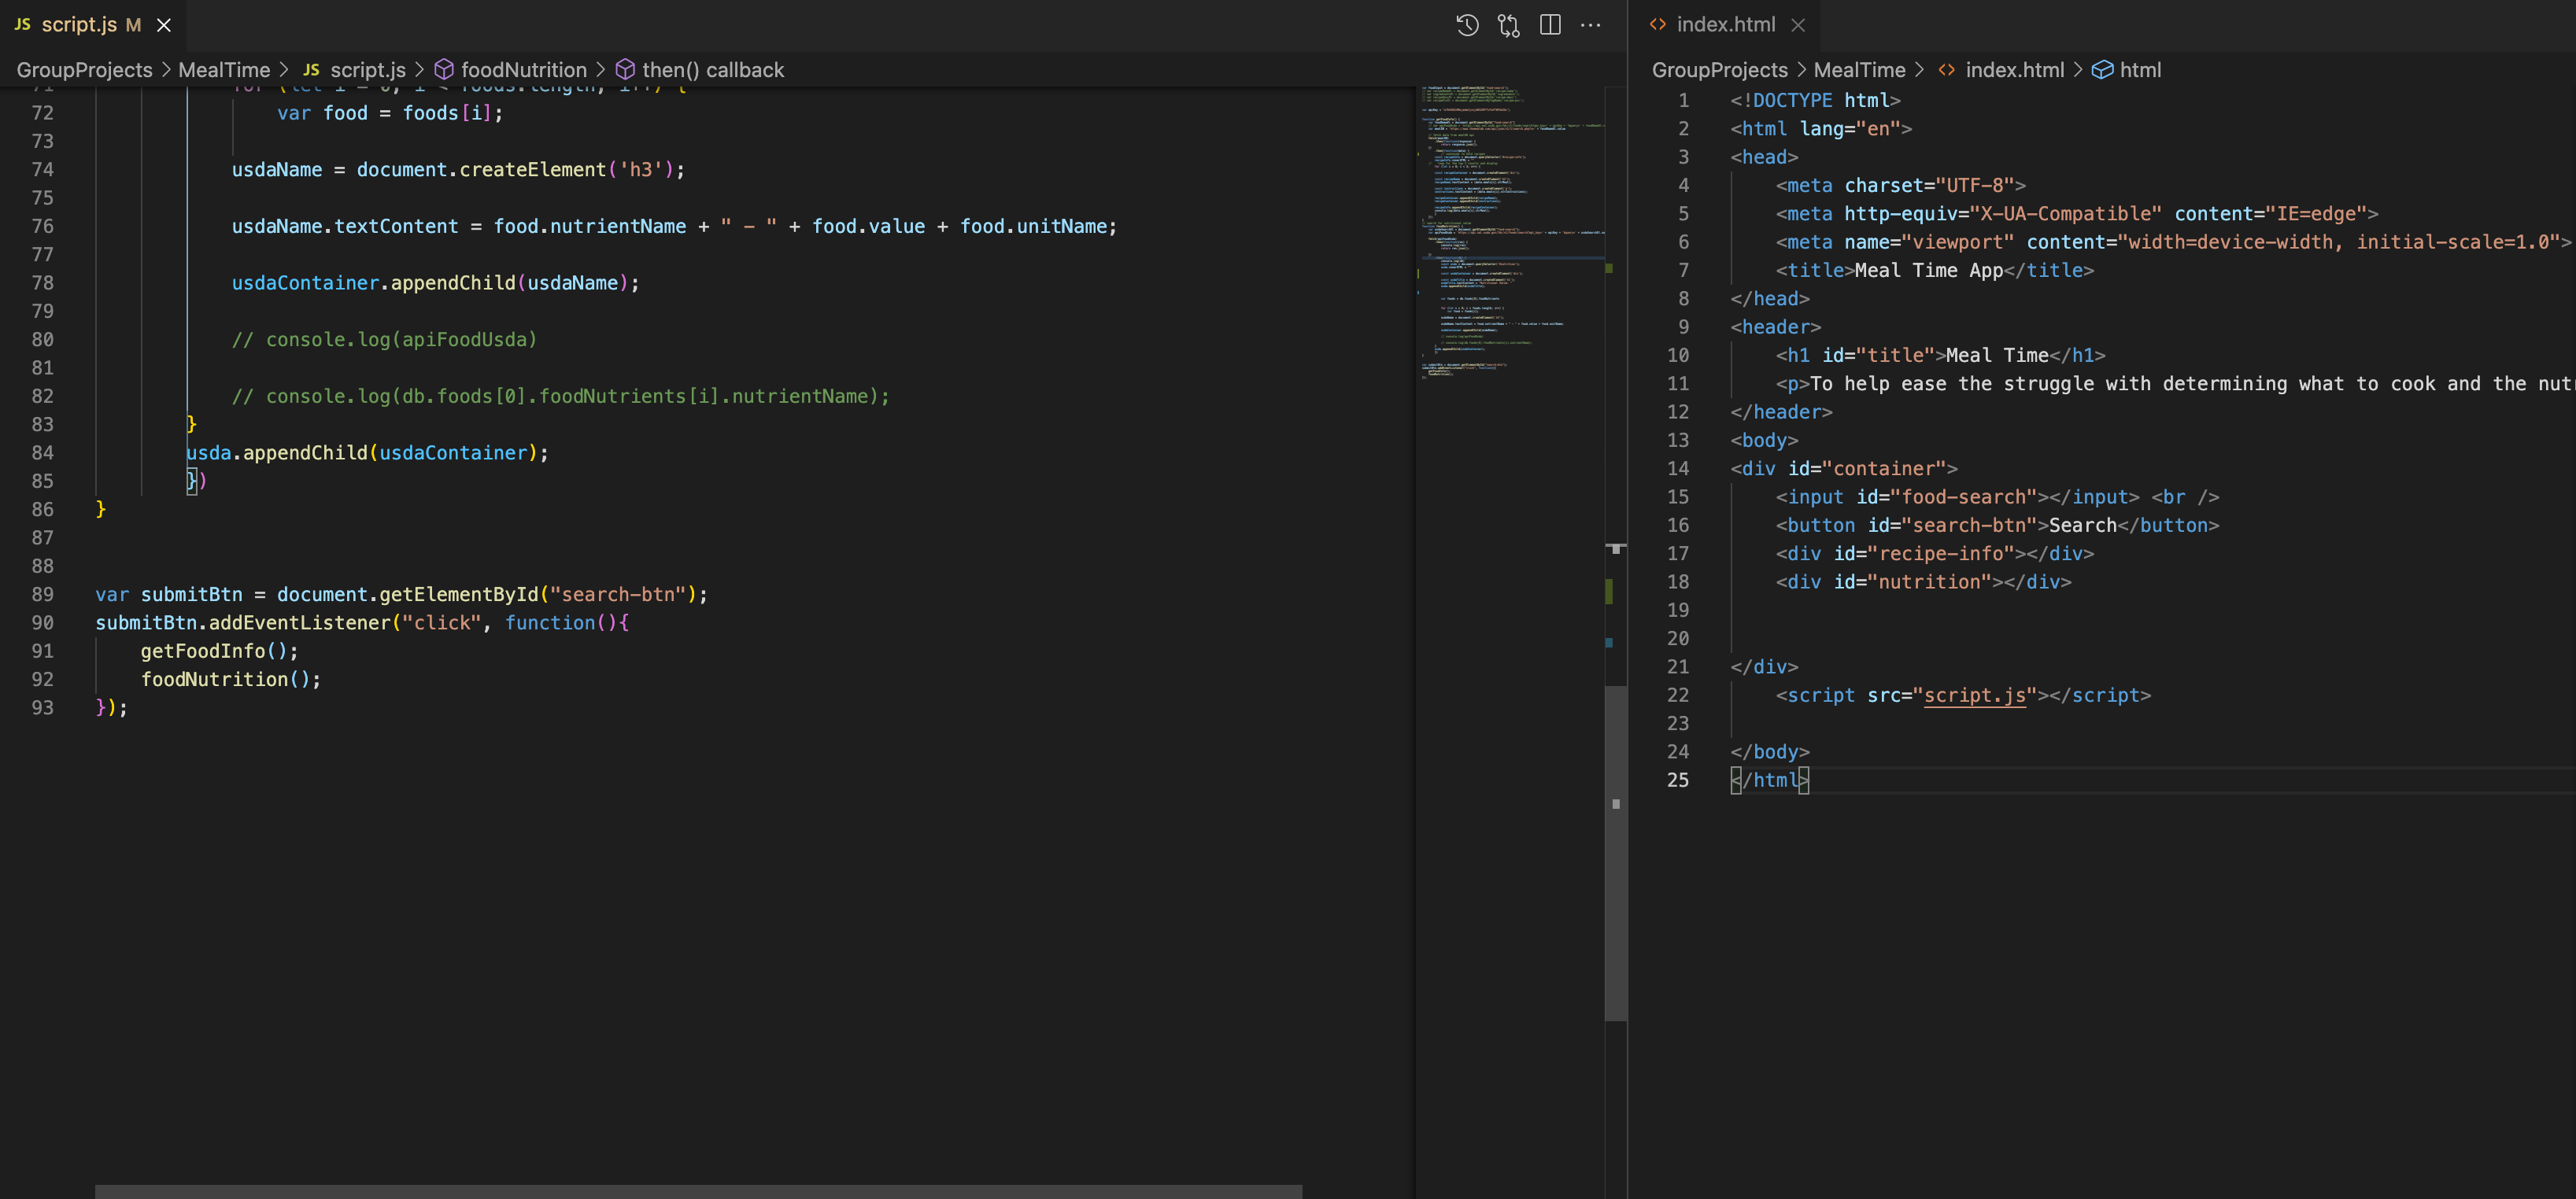 JS script.js M
GroupProjects > MealTime > JS script.js > foodNutrition > then() callback
71 for (let i = 0; i < foods.length; i++) {
72 var food = foods[i];
73
74 usdaName = document.createElement('h3');
75
76 usdaName.textContent = food.nutrientName + " - " + food.value + food.unitName;
77
78 usdaContainer.appendChild(usdaName);
79
80 // console.log(apiFoodUsda)
81
82 // console.log(db.foods[0].foodNutrients[i].nutrientName);
83 }
84 usda.appendChild(usdaContainer);
85 })
86 }
87
88
89 var submitBtn = document.getElementById("search-btn");
90 submitBtn.addEventListener("click", function(){
91 getFoodInfo();
92 foodNutrition();
93 });
<> index.html
GroupProjects > MealTime > <> index.html > html
1 <!DOCTYPE html>
2 <html lang="en">
3 <head>
4 <meta charset="UTF-8">
5 <meta http-equiv="X-UA-Compatible" content="IE=edge">
6 <meta name="viewport" content="width=device-width, initial-scale=1.0">
7 <title>Meal Time App</title>
8 </head>
9 <header>
10 <h1 id="title">Meal Time</h1>
11 <p>To help ease the struggle with determining what to cook and the nut
12 </header>
13 <body>
14 <div id="container">
15 <input id="food-search"></input> <br />
16 <button id="search-btn">Search</button>
17 <div id="recipe-info"></div>
18 <div id="nutrition"></div>
19
20
21 </div>
22 <script src="script.js"></script>
23
24 </body>
25 </html>